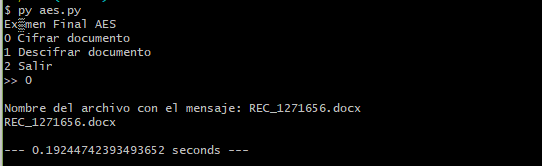 $ py aes.py
Examen Final AES
0 Cifrar documento
1 Descifrar documento
2 Salir
>> 0
Nombre del archivo con el mensaje: REC_1271656.docx
REC_1271656.docx
--- 0.19244742393493652 seconds ---